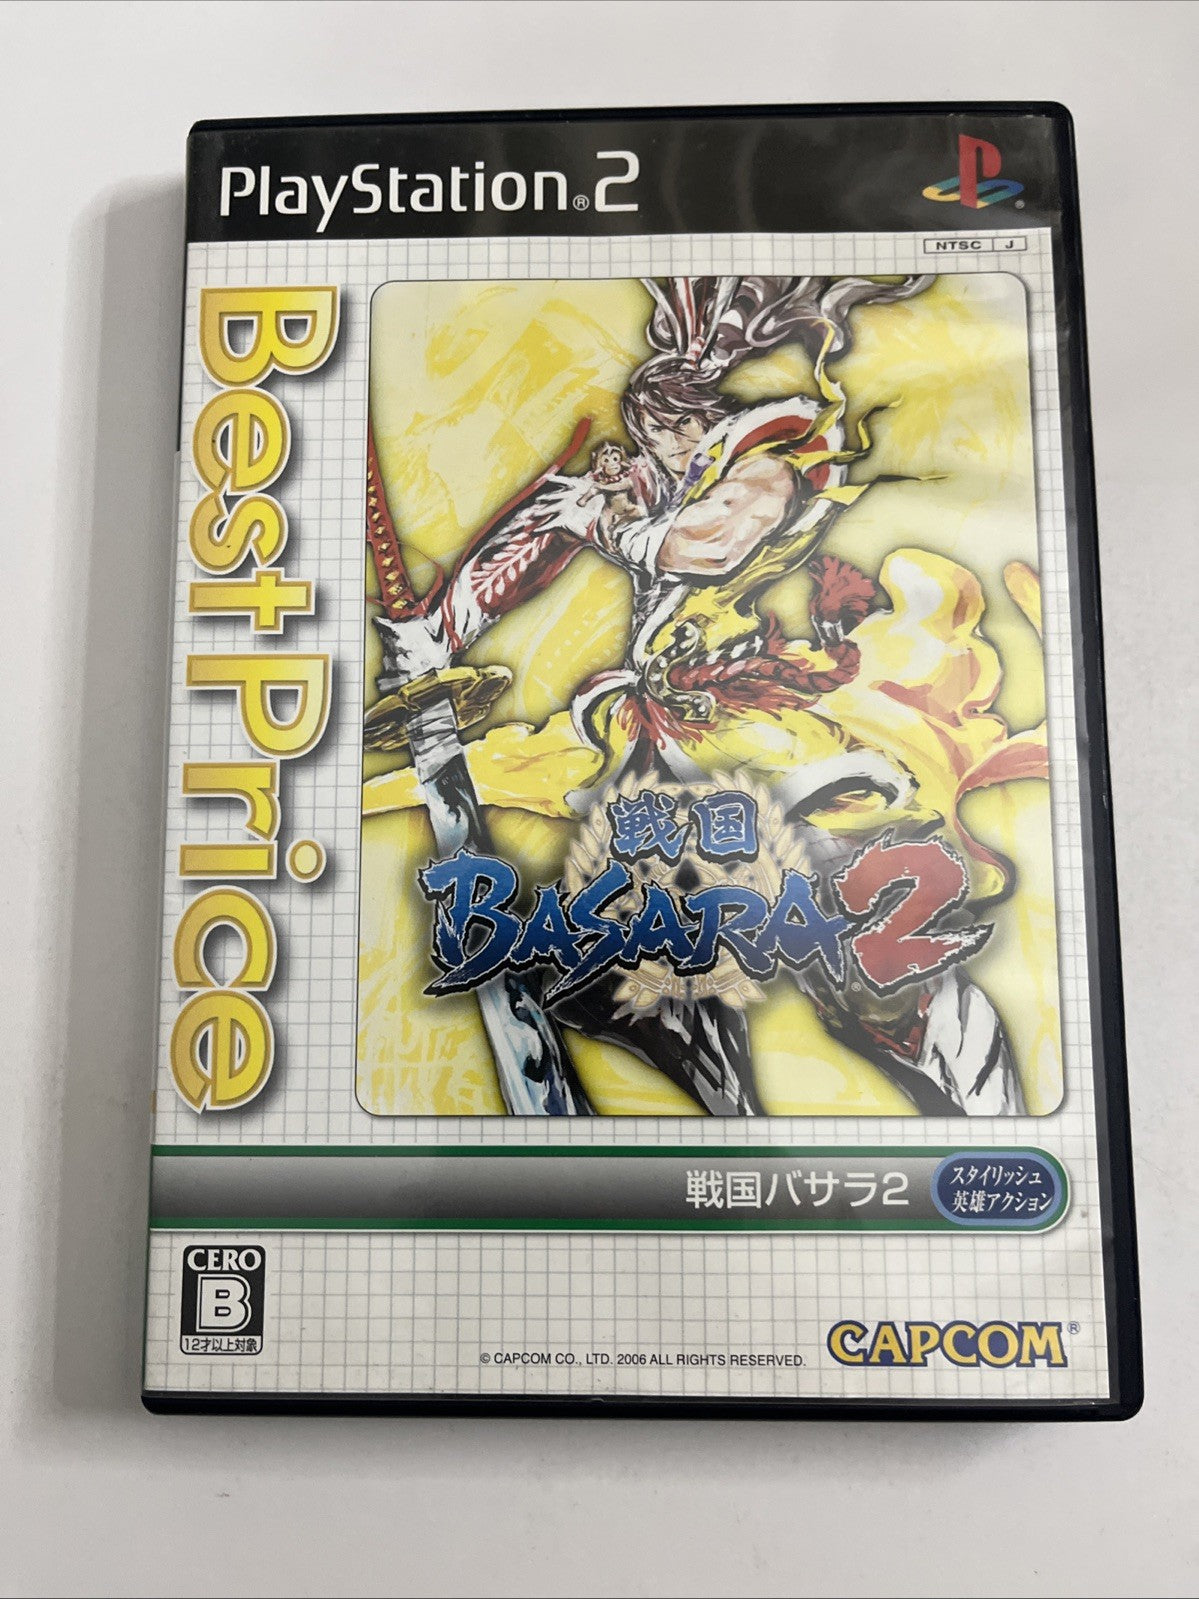 PlayStation®2
NTSC J
Best Price
戦国
BASARA2
®
戦国バサラ2
スタイリッシュ
英雄アクション
CERO
B
12才以上対象
© CAPCOM CO., LTD. 2006 ALL RIGHTS RESERVED.
CAPCOM®